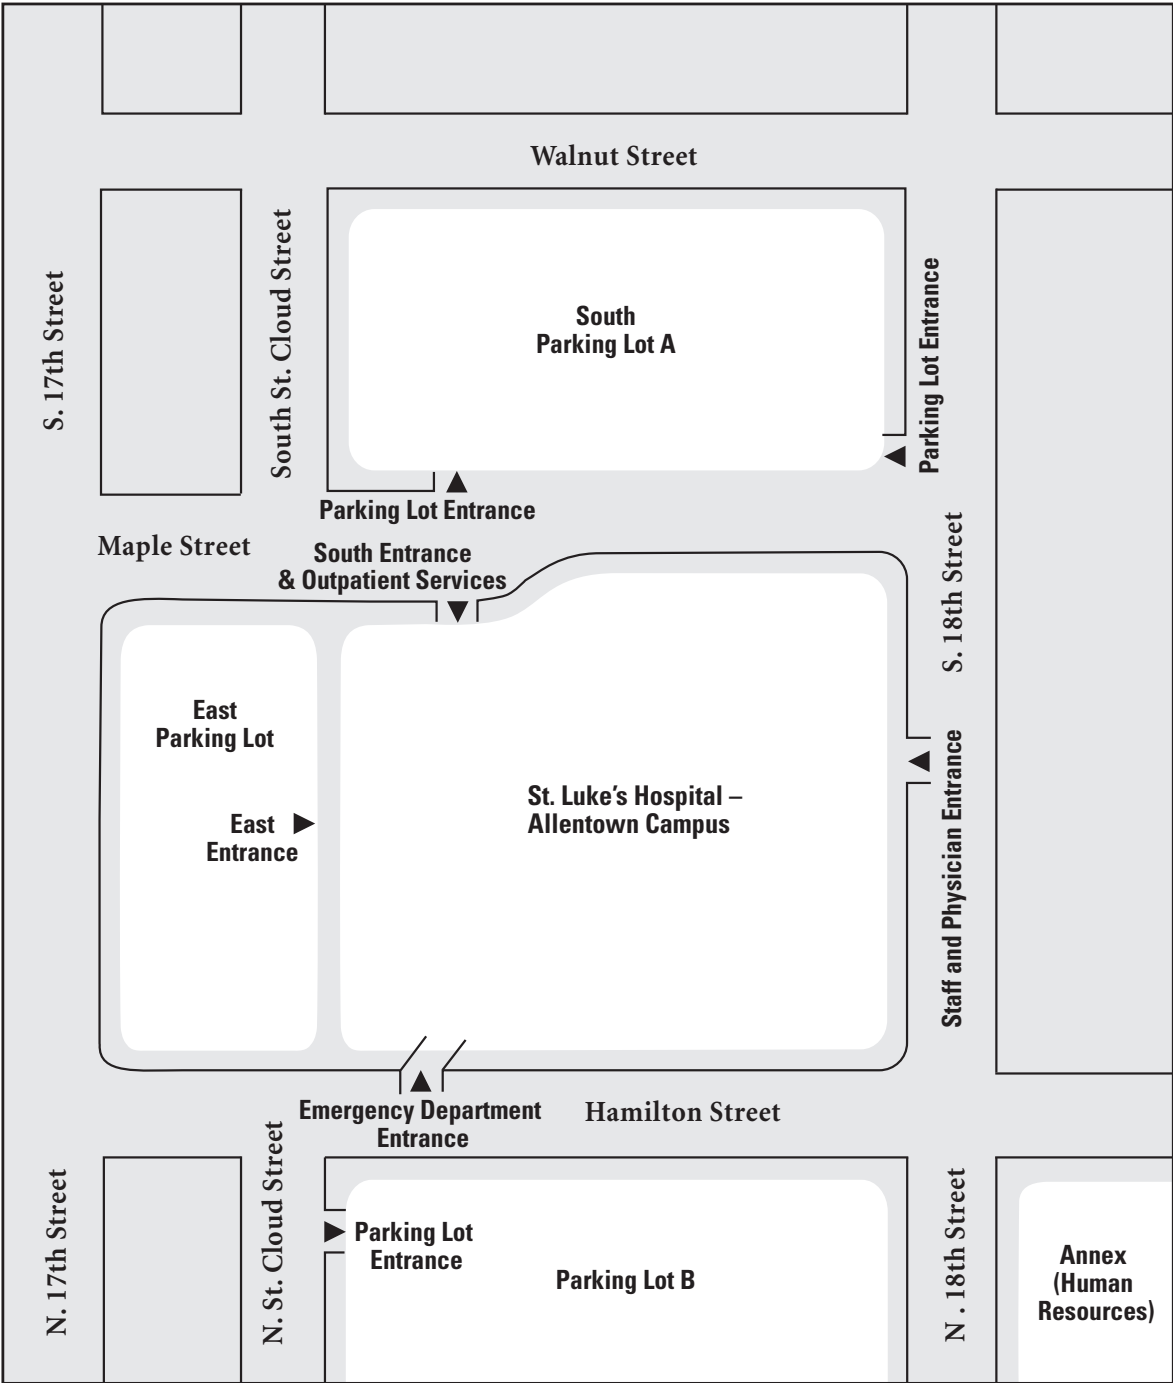 Walnut Street
S. 17th Street
South St. Cloud Street
South
Parking Lot A
Parking Lot Entrance
Parking Lot Entrance
Maple Street
South Entrance
& Outpatient Services
S. 18th Street
East
Parking Lot
East
Entrance
St. Luke's Hospital –
Allentown Campus
Staff and Physician Entrance
Emergency Department
Entrance
Hamilton Street
N. 17th Street
N. St. Cloud Street
Parking Lot
Entrance
Parking Lot B
N . 18th Street
Annex
(Human
Resources)